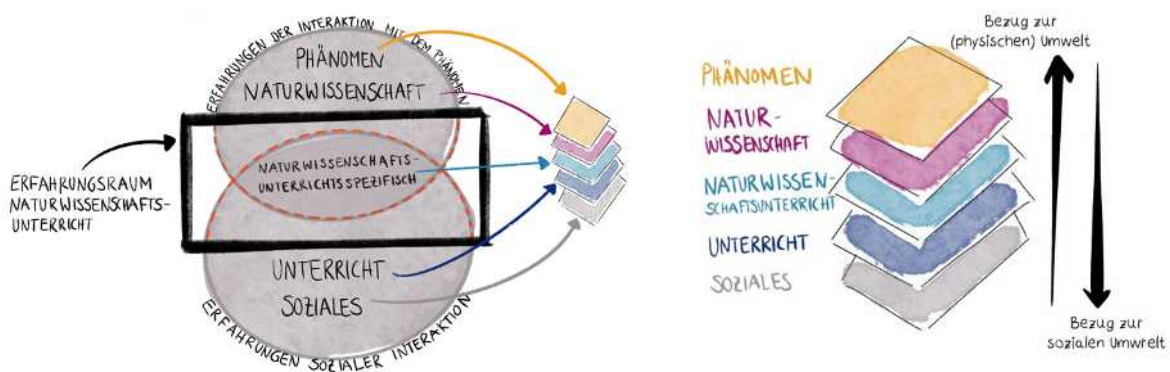 ERFAHRUNGEN DER INTERAKTION MIT DEM PHÄNOMEN
PHÄNOMEN
NATURWISSENSCHAFT
NATURWISSENSCHAFTS-
UNTERRICHTSSPEZIFISCH
ERFAHRUNGSRAUM
NATURWISSENSCHAFTS-
UNTERRICHT
UNTERRICHT
SOZIALES
ERFAHRUNGEN SOZIALER INTERAKTION
PHÄNOMEN
NATUR-
WISSENSCHAFT
NATURWISSEN-
SCHAFTSUNTERRICHT
UNTERRICHT
SOZIALES
Bezug zur
(physischen) Umwelt
Bezug zur
sozialen Umwelt